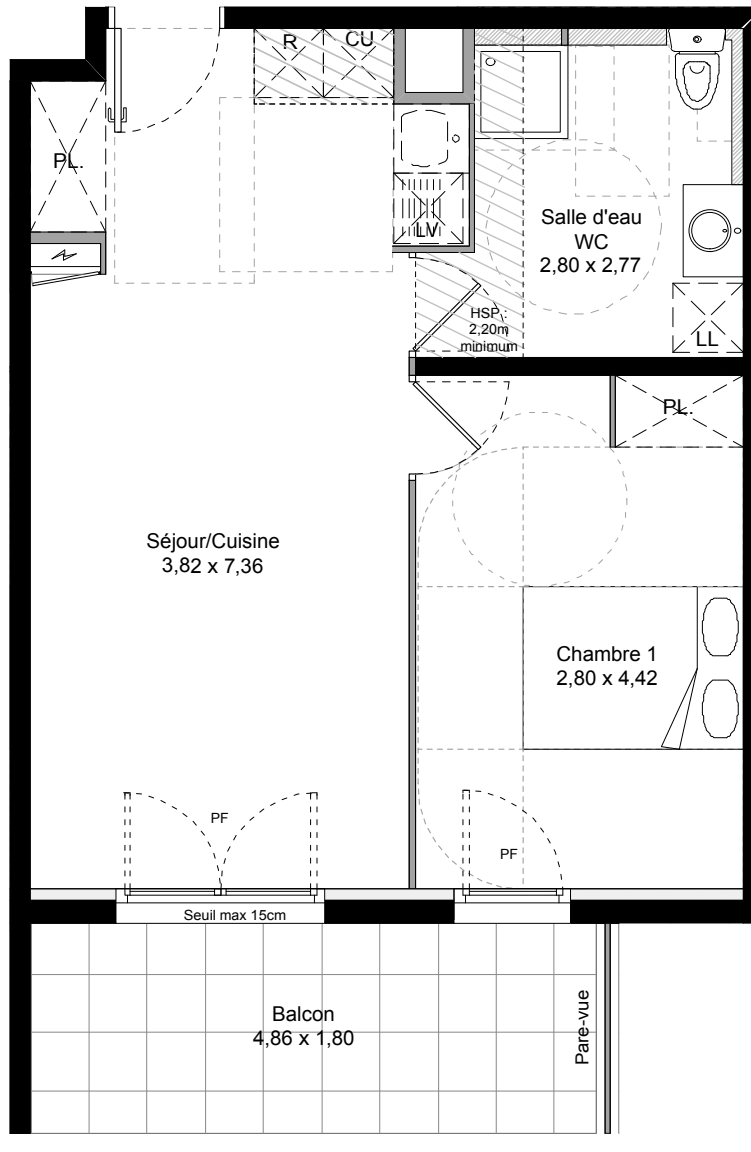 R
CU
PL.
LV
Salle d'eau
WC
2,80 x 2,77
HSP :
2,20m
minimum
LL
PL.
Séjour/Cuisine
3,82 x 7,36
Chambre 1
2,80 x 4,42
PF
PF
Seuil max 15cm
Balcon
4,86 x 1,80
Pare-vue